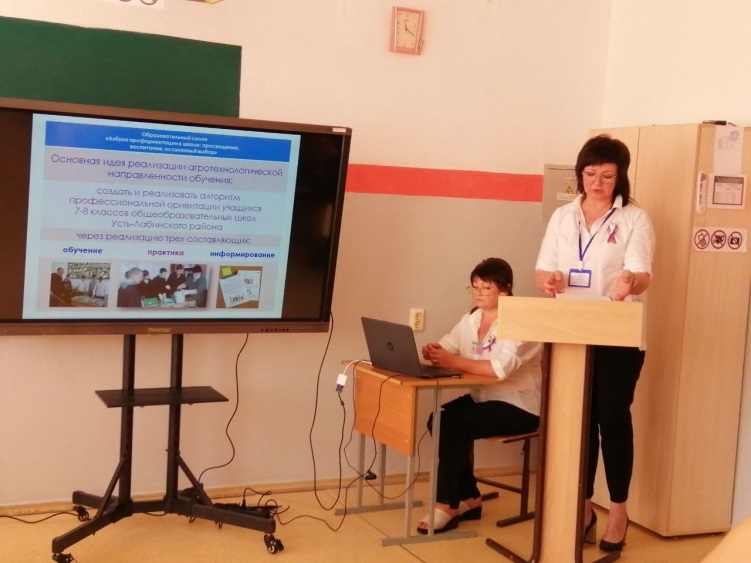 Образовательный салон
«Азбука профориентации в школе: просвещение,
воспитание, осознанный выбор»
Основная идея реализации агротехнологической
направленности обучения:
создать и реализовать алгоритм
профессиональной ориентации учащихся
7-8 классов общеобразовательных школ
Усть-Лабинского района
через реализацию трех составляющих:
обучение практика информирование
Prestigio